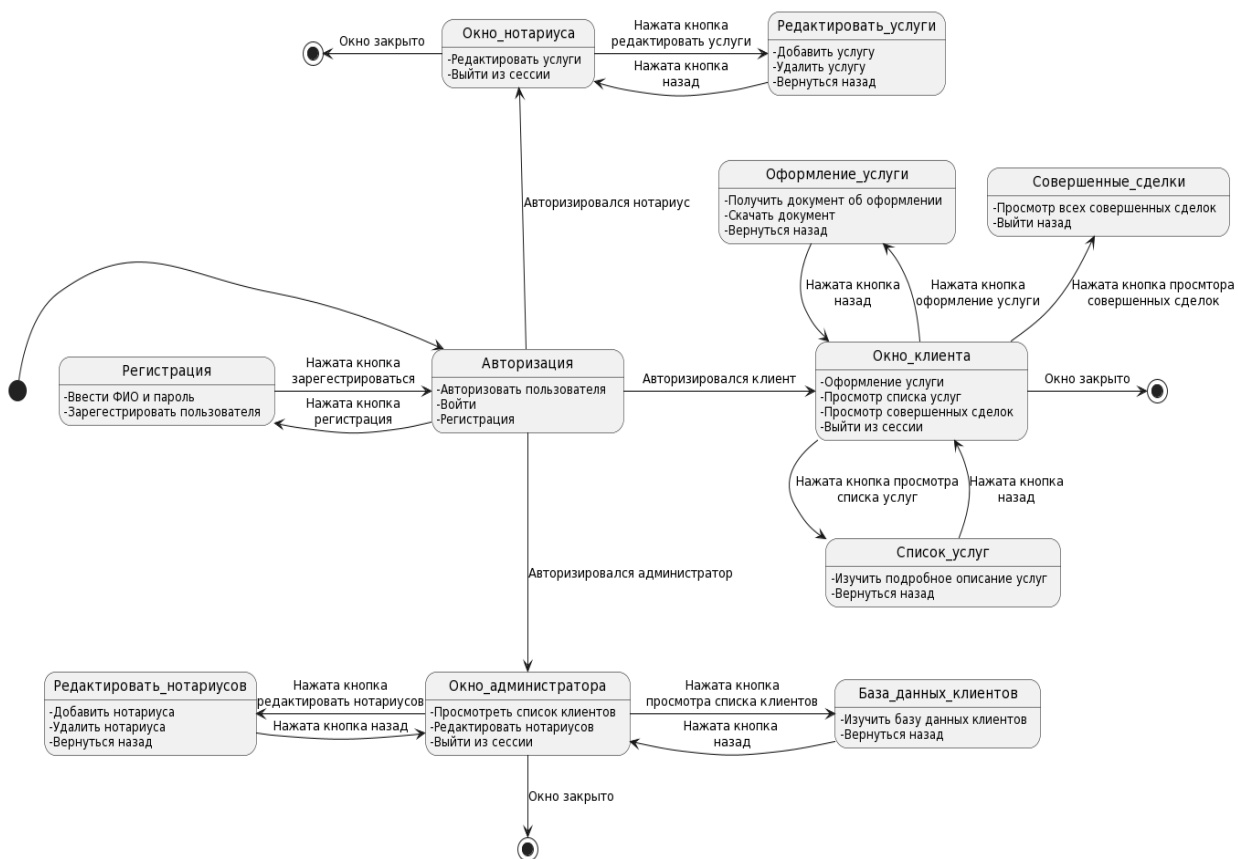 Окно закрыто
Окно_нотариуса
-Редактировать услуги
-Выйти из сессии
Нажата кнопка
редактировать услуги
Нажата кнопка
назад
Редактировать_услуги
-Добавить услугу
-Удалить услугу
-Вернуться назад
Авторизировался нотариус
Оформление_услуги
-Получить документ об оформлении
-Скачать документ
-Вернуться назад
Совершенные_сделки
-Просмотр всех совершенных сделок
-Выйти назад
Нажата кнопка
назад
Нажата кнопка
оформление услуги
Нажата кнопка просмтора
совершенных сделок
Регистрация
-Ввести ФИО и пароль
-Зарегестрировать пользователя
Нажата кнопка
зарегестрироваться
Нажата кнопка
регистрация
Авторизация
-Авторизовать пользователя
-Войти
-Регистрация
Авторизировался клиент
Окно_клиента
-Оформление услуги
-Просмотр списка услуг
-Просмотр совершенных сделок
-Выйти из сессии
Окно закрыто
Нажата кнопка просмотра
списка услуг
Нажата кнопка
назад
Список_услуг
-Изучить подробное описание услуг
-Вернуться назад
Авторизировался администратор
Редактировать_нотариусов
-Добавить нотариуса
-Удалить нотариуса
-Вернуться назад
Нажата кнопка
редактировать нотариусов
Нажата кнопка назад
Окно_администратора
-Просмотреть список клиентов
-Редактировать нотариусов
-Выйти из сессии
Нажата кнопка
просмотра списка клиентов
Нажата кнопка
назад
База_данных_клиентов
-Изучить базу данных клиентов
-Вернуться назад
Окно закрыто